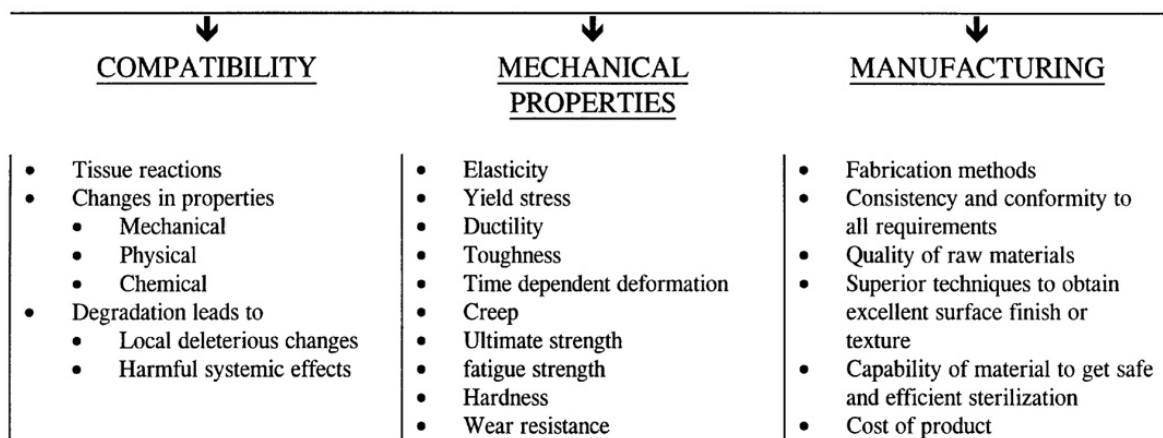 COMPATIBILITY
• Tissue reactions
• Changes in properties
• Mechanical
• Physical
• Chemical
• Degradation leads to
• Local deleterious changes
• Harmful systemic effects
MECHANICAL
PROPERTIES
• Elasticity
• Yield stress
• Ductility
• Toughness
• Time dependent deformation
• Creep
• Ultimate strength
• fatigue strength
• Hardness
• Wear resistance
MANUFACTURING
• Fabrication methods
• Consistency and conformity to
all requirements
• Quality of raw materials
• Superior techniques to obtain
excellent surface finish or
texture
• Capability of material to get safe
and efficient sterilization
• Cost of product